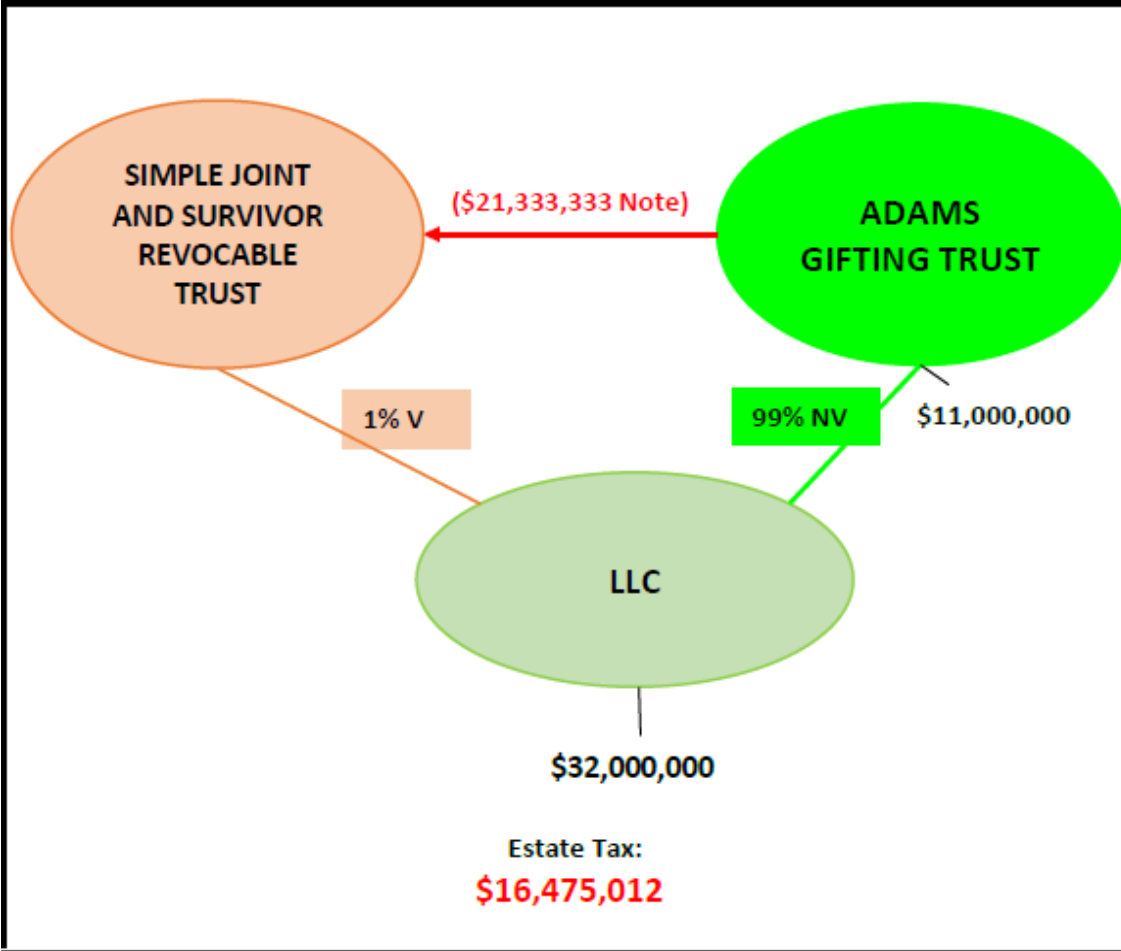 SIMPLE JOINT
AND SURVIVOR
REVOCABLE
TRUST
($21,333,333 Note)
ADAMS
GIFTING TRUST
1% V
99% NV
$11,000,000
LLC
$32,000,000
Estate Tax:
$16,475,012